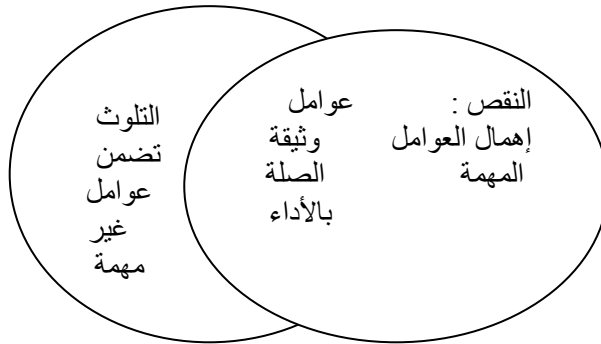 النقص :
إهمال العوامل
المهمة
عوامل
وثيقة
الصلة
بالأداء
التلوث
تضمن
عوامل
غير
مهمة